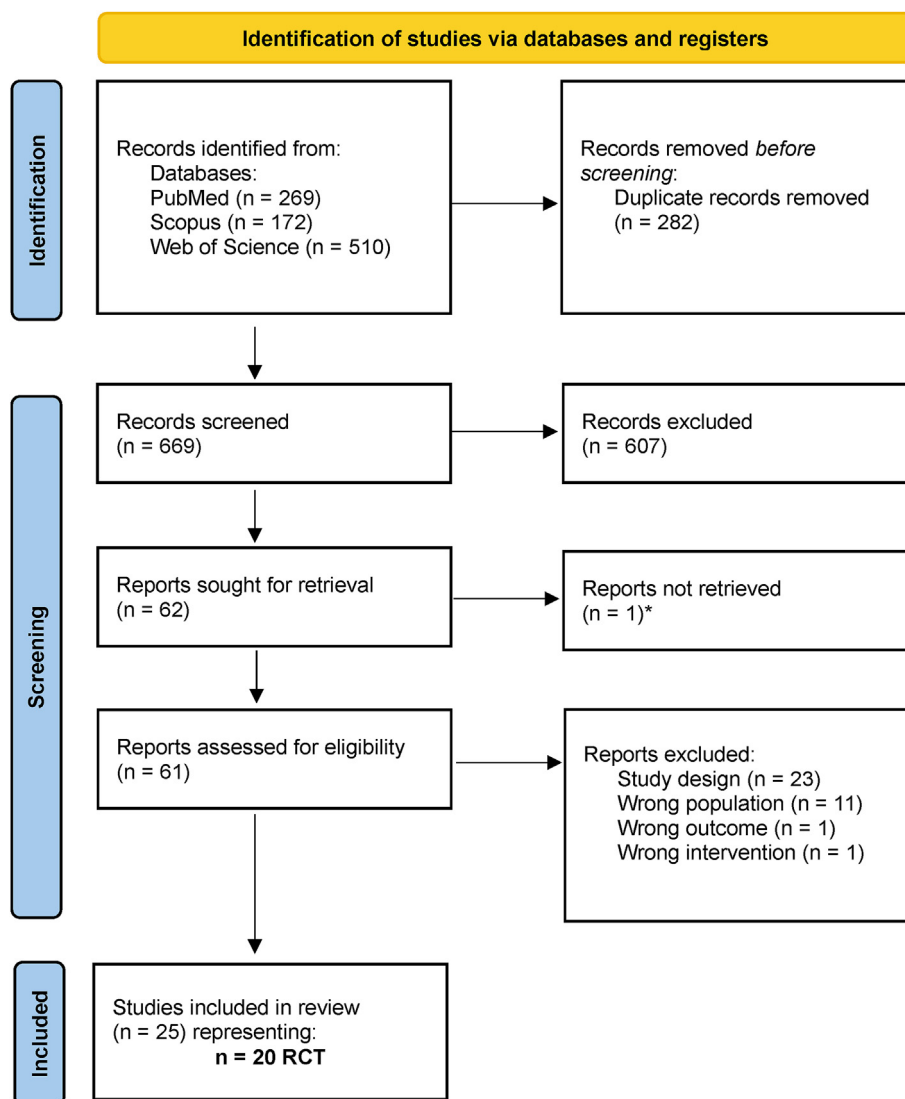 Identification of studies via databases and registers
Identification
Records identified from:
Databases:
PubMed (n = 269)
Scopus (n = 172)
Web of Science (n = 510)
Records removed before
screening:
Duplicate records removed
(n = 282)
Screening
Records screened
(n = 669)
Records excluded
(n = 607)
Reports sought for retrieval
(n = 62)
Reports not retrieved
(n = 1)*
Reports assessed for eligibility
(n = 61)
Reports excluded:
Study design (n = 23)
Wrong population (n = 11)
Wrong outcome (n = 1)
Wrong intervention (n = 1)
Included
Studies included in review
(n = 25) representing:
n = 20 RCT